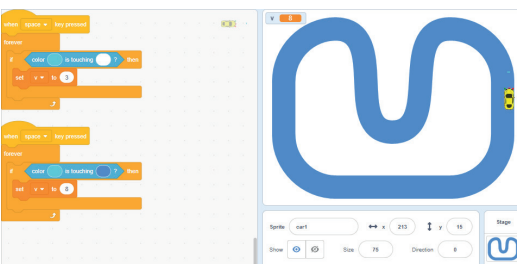 when space key pressed
forever
if color is touching ? then
set v to 3
when space key pressed
forever
if color is touching ? then
set v to 8
v 8
Sprite car1 x 213 y 15
Show Size 75 Direction 0
Stage